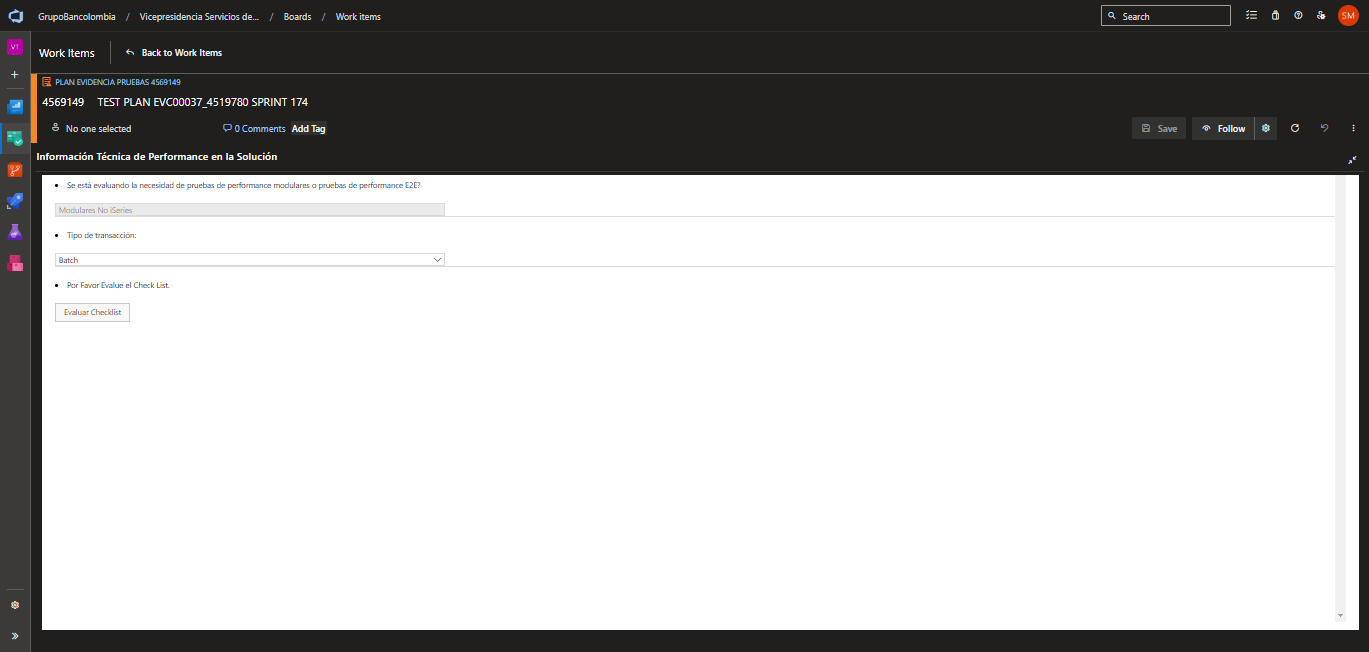 GrupoBancolombia / Vicepresidencia Servicios de... / Boards / Work items
Search
SM
VT
Work Items
Back to Work Items
PLAN EVIDENCIA PRUEBAS 4569149
4569149 TEST PLAN EVC00037_4519780 SPRINT 174
No one selected
0 Comments
Add Tag
Save
Follow
Información Técnica de Performance en la Solución
• Se está evaluando la necesidad de pruebas de performance modulares o pruebas de performance E2E?
Modulares No iSeries
• Tipo de transacción:
Batch
• Por Favor Evalue el Check List.
Evaluar Checklist